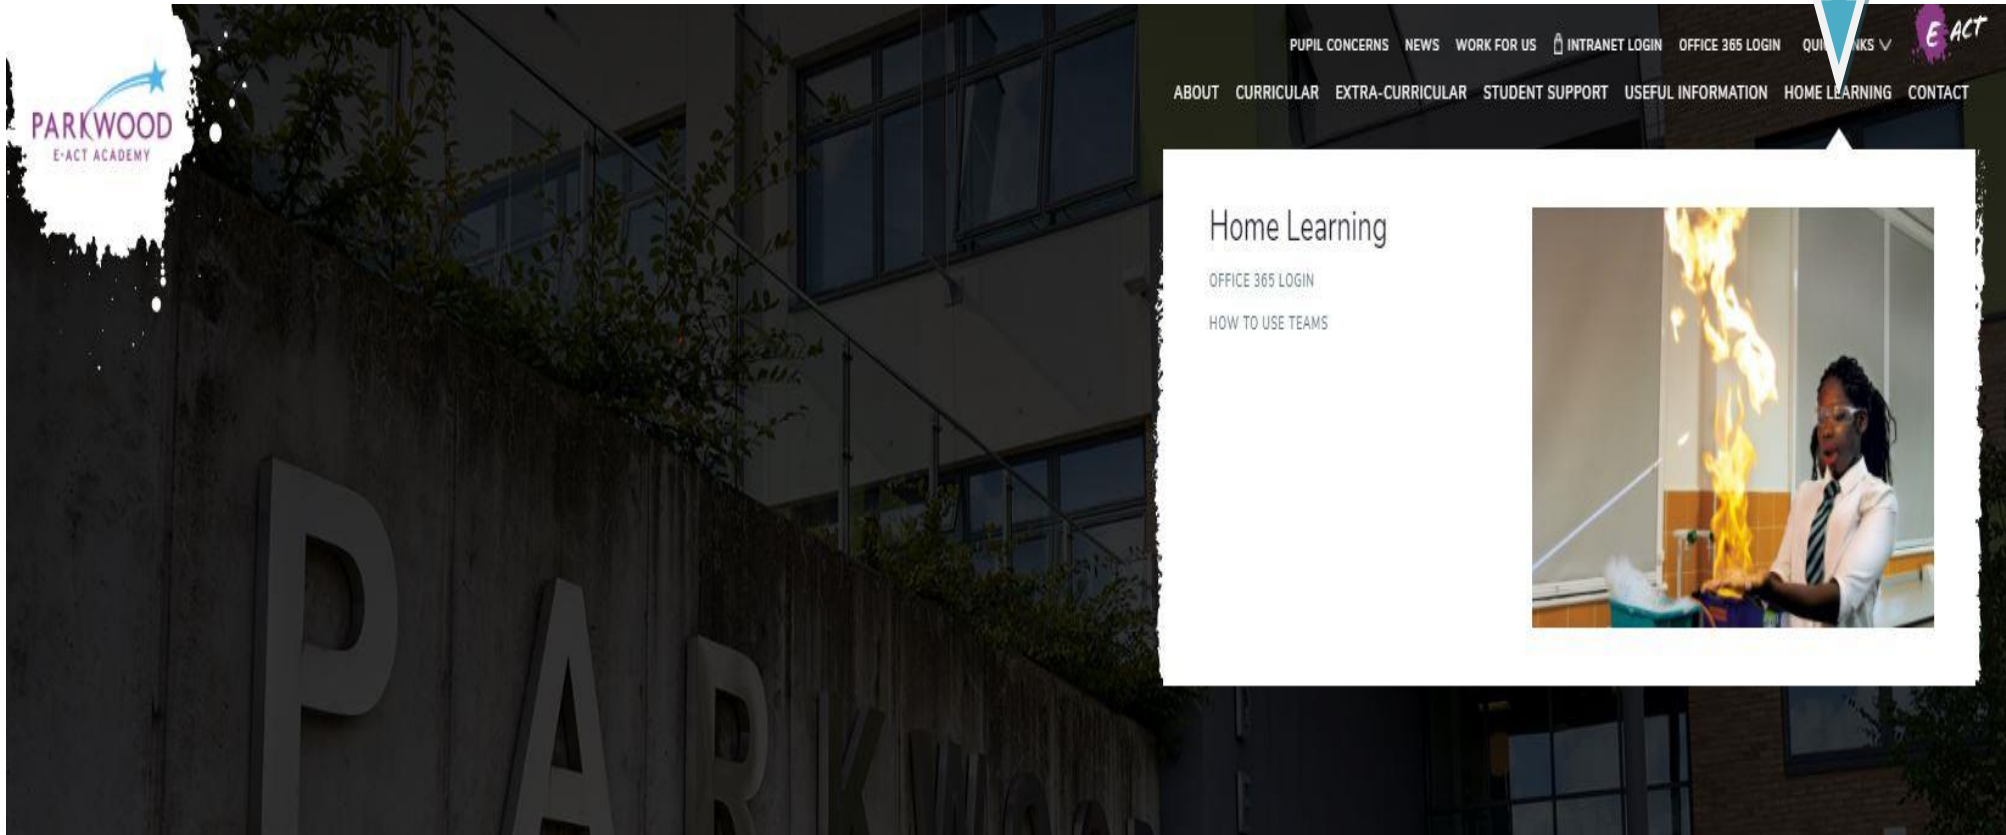 PUPIL CONCERNS NEWS WORK FOR US INTRANET LOGIN OFFICE 365 LOGIN
E-ACT
ABOUT CURRICULAR EXTRA-CURRICULAR STUDENT SUPPORT USEFUL INFORMATION HOME LEARNING CONTACT
PARKWOOD
E-ACT ACADEMY
Home Learning
OFFICE 365 LOGIN
HOW TO USE TEAMS
PARKWOO